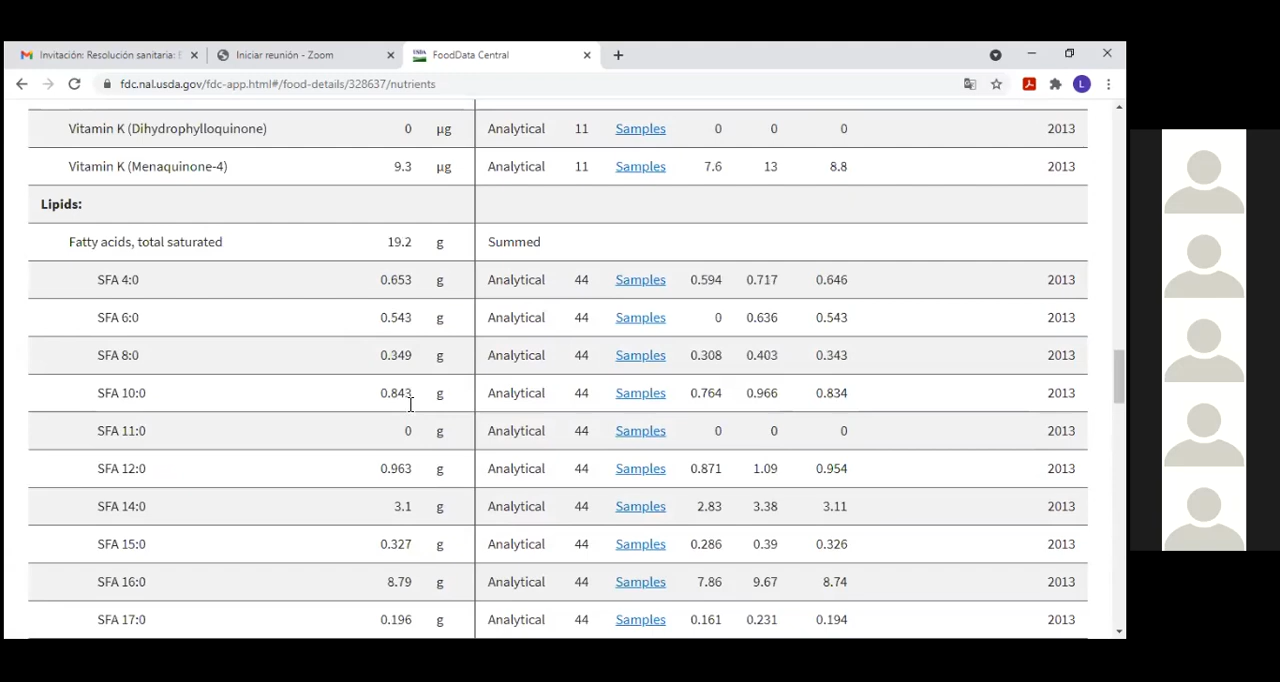 Invitación: Resolución sanitaria: E
Iniciar reunión - Zoom
USDA FoodData Central
fdc.nal.usda.gov/fdc-app.html#/food-details/328637/nutrients
L
Vitamin K (Dihydrophylloquinone) 0 µg Analytical 11 Samples 0 0 0 2013
Vitamin K (Menaquinone-4) 9.3 µg Analytical 11 Samples 7.6 13 8.8 2013
Lipids:
Fatty acids, total saturated 19.2 g Summed
SFA 4:0 0.653 g Analytical 44 Samples 0.594 0.717 0.646 2013
SFA 6:0 0.543 g Analytical 44 Samples 0 0.636 0.543 2013
SFA 8:0 0.349 g Analytical 44 Samples 0.308 0.403 0.343 2013
SFA 10:0 0.843 g Analytical 44 Samples 0.764 0.966 0.834 2013
SFA 11:0 0 g Analytical 44 Samples 0 0 0 2013
SFA 12:0 0.963 g Analytical 44 Samples 0.871 1.09 0.954 2013
SFA 14:0 3.1 g Analytical 44 Samples 2.83 3.38 3.11 2013
SFA 15:0 0.327 g Analytical 44 Samples 0.286 0.39 0.326 2013
SFA 16:0 8.79 g Analytical 44 Samples 7.86 9.67 8.74 2013
SFA 17:0 0.196 g Analytical 44 Samples 0.161 0.231 0.194 2013